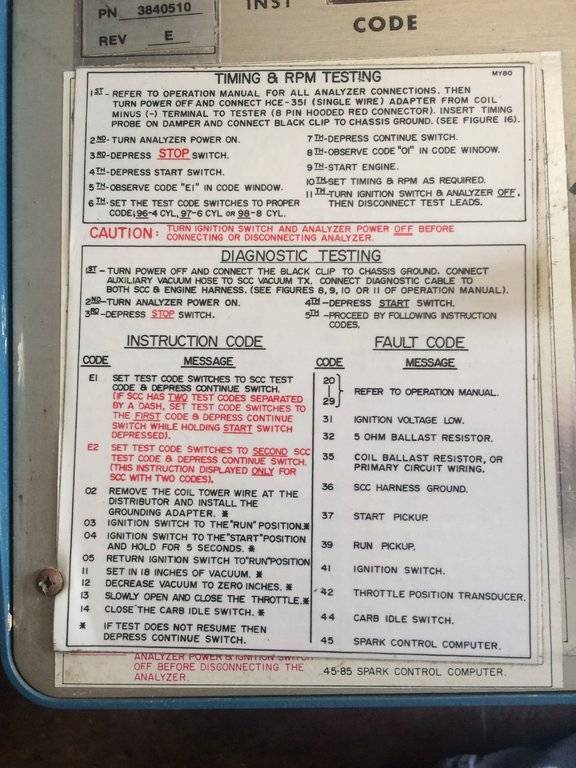 PN 3840510
REV E
INST
CODE
TIMING & RPM TESTING
MY80
1ST- REFER TO OPERATION MANUAL FOR ALL ANALYZER CONNECTIONS. THEN
TURN POWER OFF AND CONNECT HCE-351 (SINGLE WIRE) ADAPTER FROM COIL
MINUS (-) TERMINAL TO TESTER (8 PIN HOODED RED CONNECTOR). INSERT TIMING
PROBE ON DAMPER AND CONNECT BLACK CLIP TO CHASSIS GROUND. (SEE FIGURE 16).
2ND- TURN ANALYZER POWER ON.
3RD-DEPRESS STOP SWITCH.
4TH-DEPRESS START SWITCH.
5TH-OBSERVE CODE "E1" IN CODE WINDOW.
6TH-SET THE TEST CODE SWITCHES TO PROPER
CODE; 96-4 CYL, 97-6 CYL OR 98-8 CYL.
7TH-DEPRESS CONTINUE SWITCH.
8TH-OBSERVE CODE "01" IN CODE WINDOW.
9TH-START ENGINE.
10TH-SET TIMING & RPM AS REQUIRED.
11TH-TURN IGNITION SWITCH & ANALYZER OFF,
THEN DISCONNECT TEST LEADS.
CAUTION: TURN IGNITION SWITCH AND ANALYZER POWER OFF BEFORE
CONNECTING OR DISCONNECTING ANALYZER.
DIAGNOSTIC TESTING
1ST-TURN POWER OFF AND CONNECT THE BLACK CLIP TO CHASSIS GROUND. CONNECT
AUXILIARY VACUUM HOSE TO SCC VACUUM TX. CONNECT DIAGNOSTIC CABLE TO
BOTH SCC & ENGINE HARNESS. (SEE FIGURES 8, 9, 10 OR 11 OF OPERATION MANUAL).
2ND-TURN ANALYZER POWER ON.
3RD-DEPRESS STOP SWITCH.
4TH-DEPRESS START SWITCH.
5TH-PROCEED BY FOLLOWING INSTRUCTION
CODES.
INSTRUCTION CODE
CODE MESSAGE
E1 SET TEST CODE SWITCHES TO SCC TEST
CODE & DEPRESS CONTINUE SWITCH.
(IF SCC HAS TWO TEST CODES SEPARATED
BY A DASH, SET TEST CODE SWITCHES TO
THE FIRST CODE & DEPRESS CONTINUE
SWITCH WHILE HOLDING START SWITCH
DEPRESSED).
E2 SET TEST CODE SWITCHES TO SECOND SCC
TEST CODE & DEPRESS CONTINUE SWITCH.
(THIS INSTRUCTION DISPLAYED ONLY FOR
SCC WITH TWO CODES).
02 REMOVE THE COIL TOWER WIRE AT THE
DISTRIBUTOR AND INSTALL THE
GROUNDING ADAPTER. *
03 IGNITION SWITCH TO THE "RUN" POSITION.*
04 IGNITION SWITCH TO THE "START" POSITION
AND HOLD FOR 5 SECONDS. *
05 RETURN IGNITION SWITCH TO "RUN" POSITION
11 SET IN 18 INCHES OF VACUUM. *
12 DECREASE VACUUM TO ZERO INCHES. *
13 SLOWLY OPEN AND CLOSE THE THROTTLE.*
14 CLOSE THE CARB IDLE SWITCH. *
* IF TEST DOES NOT RESUME THEN
DEPRESS CONTINUE SWITCH.
FAULT CODE
CODE MESSAGE
20
29
REFER TO OPERATION MANUAL.
31 IGNITION VOLTAGE LOW.
32 5 OHM BALLAST RESISTOR.
35 COIL BALLAST RESISTOR, OR
PRIMARY CIRCUIT WIRING.
36 SCC HARNESS GROUND.
37 START PICKUP.
39 RUN PICKUP.
41 IGNITION SWITCH.
42 THROTTLE POSITION TRANSDUCER.
44 CARB IDLE SWITCH.
45 SPARK CONTROL COMPUTER.
ANALYZER POWER & IGNITION SWITCH
OFF BEFORE DISCONNECTING THE
ANALYZER.
45-85 SPARK CONTROL COMPUTER.